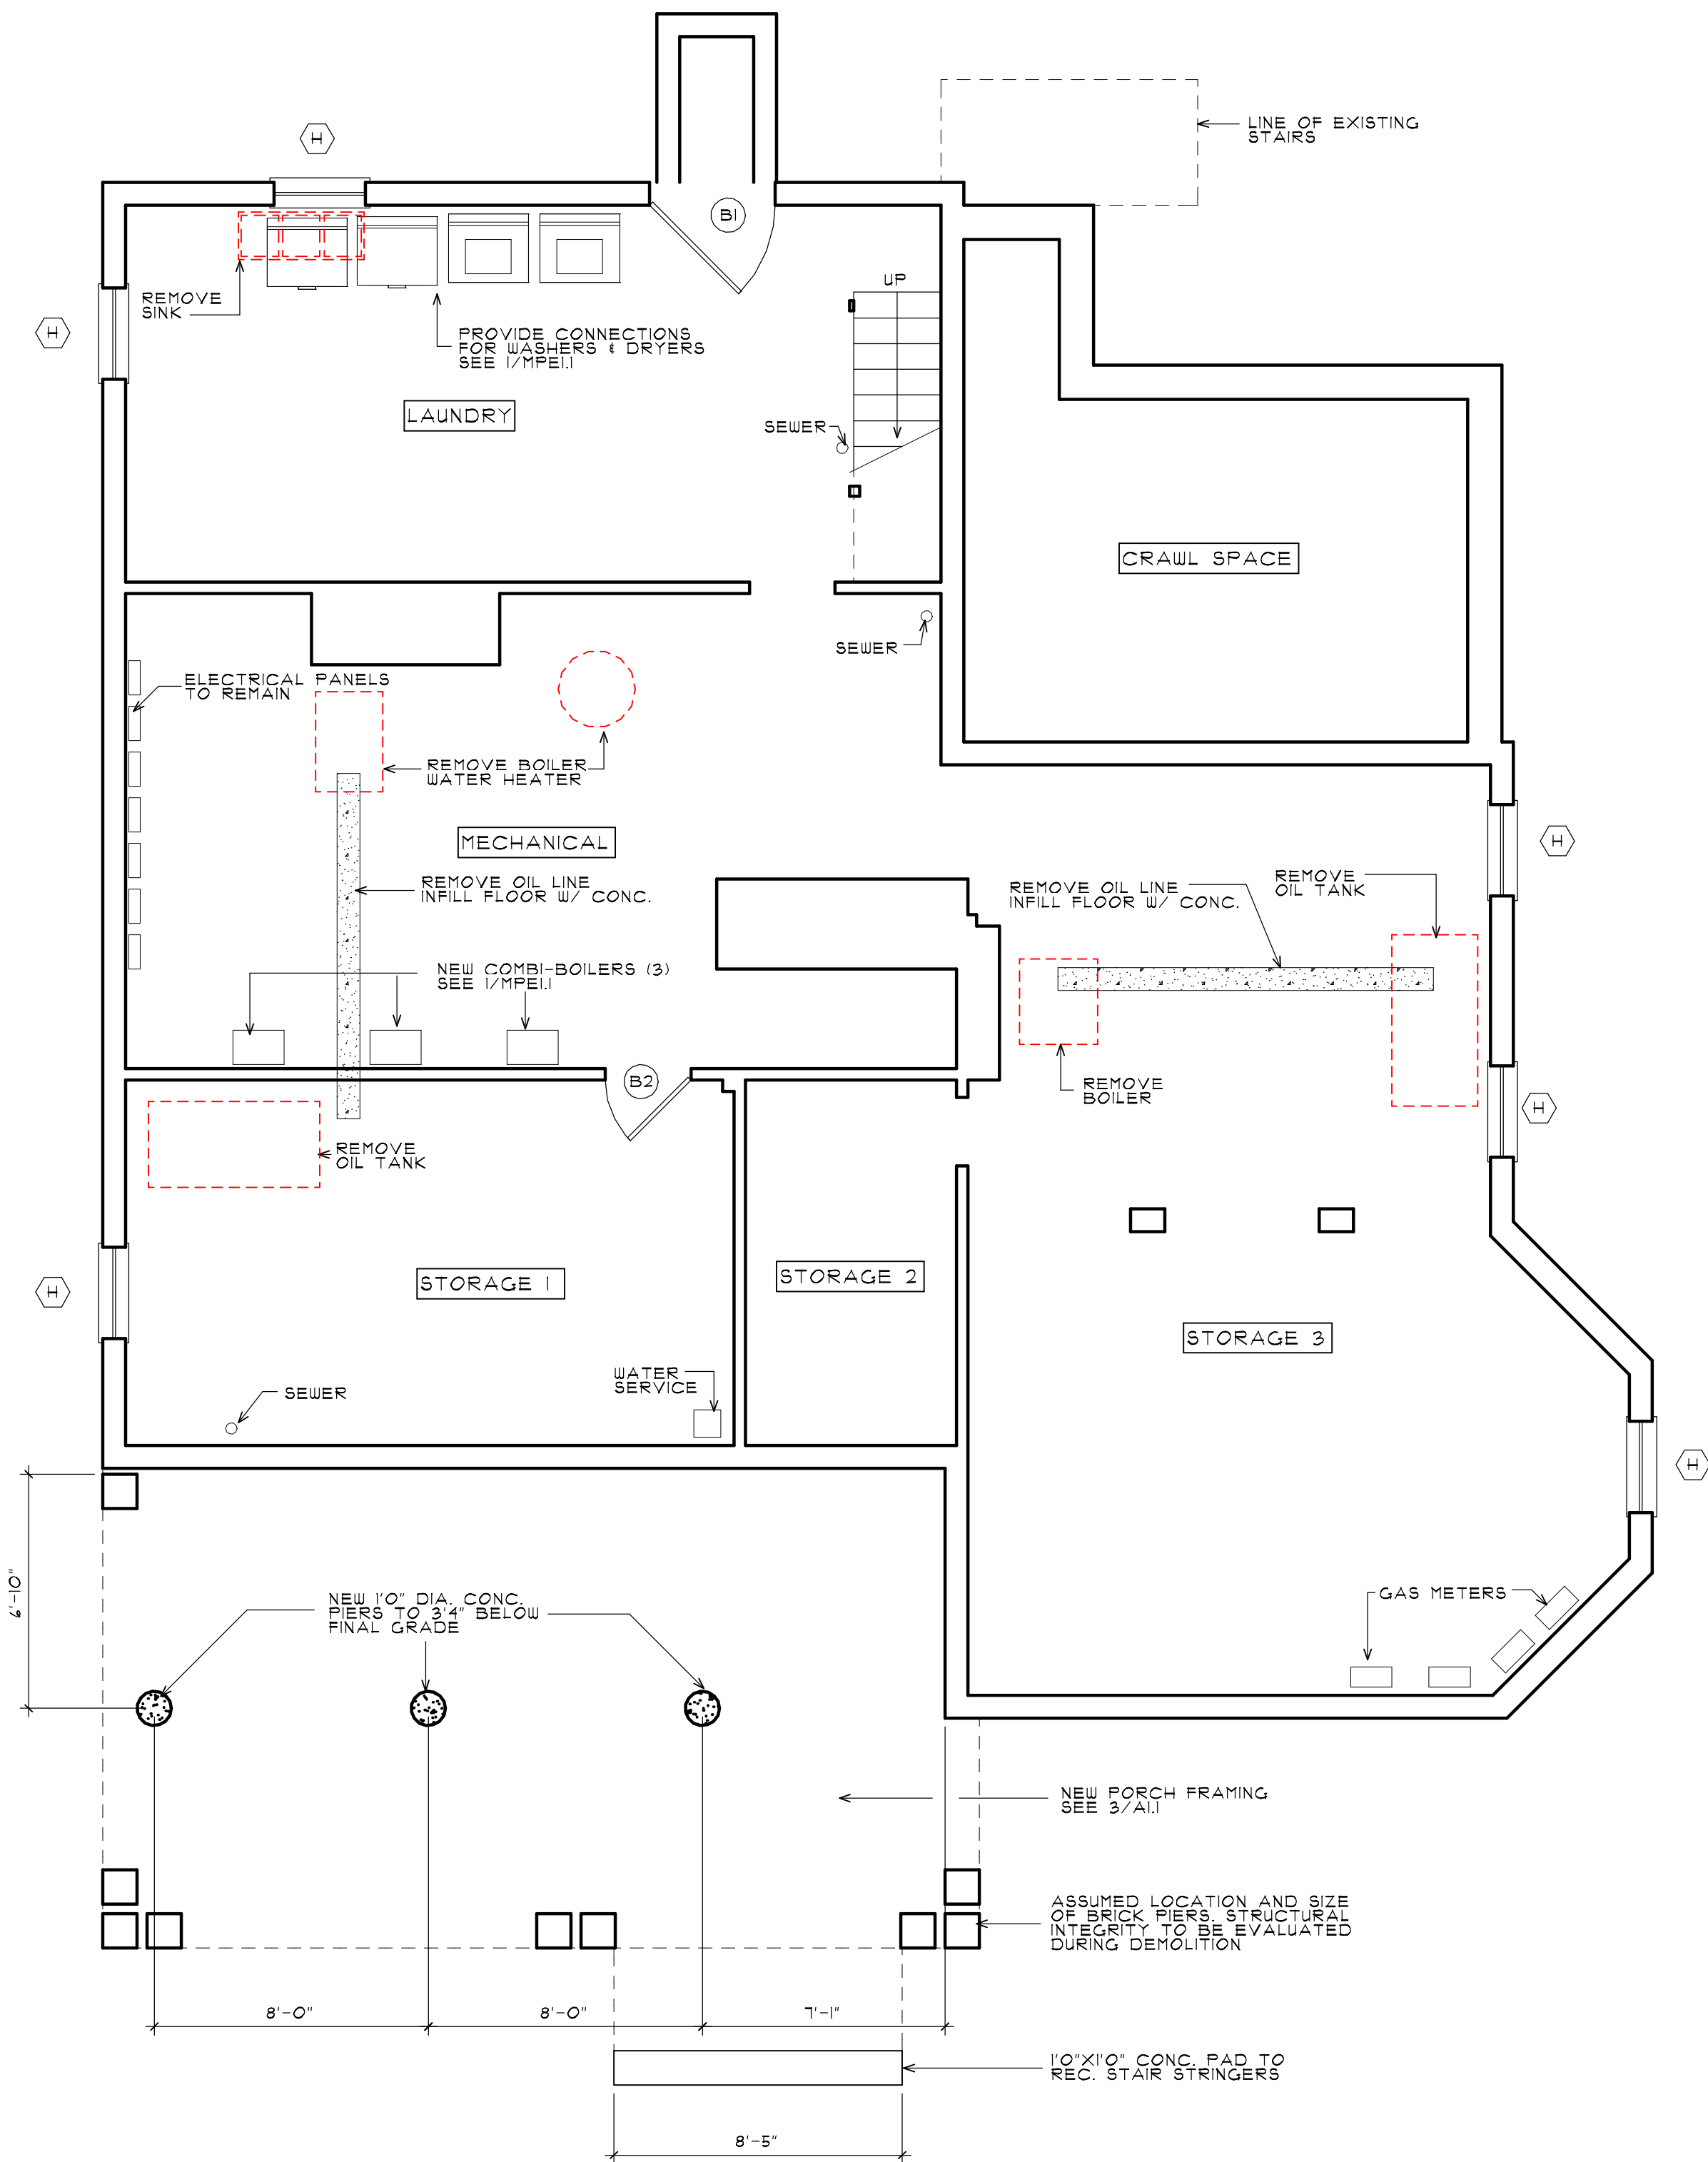 LINE OF EXISTING
STAIRS
H
B1
H
REMOVE
SINK
UP
PROVIDE CONNECTIONS
FOR WASHERS & DRYERS
SEE 1/MPE1.1
LAUNDRY
SEWER
CRAWL SPACE
SEWER
ELECTRICAL PANELS
TO REMAIN
REMOVE BOILER
WATER HEATER
MECHANICAL
H
REMOVE OIL LINE
INFILL FLOOR W/ CONC.
REMOVE OIL LINE
INFILL FLOOR W/ CONC.
REMOVE
OIL TANK
NEW COMBI-BOILERS (3)
SEE 1/MPE1.1
B2
REMOVE
BOILER
H
REMOVE
OIL TANK
H
STORAGE 1
STORAGE 2
STORAGE 3
SEWER
WATER
SERVICE
H
6'-10"
NEW 1'0" DIA. CONC.
PIERS TO 3'4" BELOW
FINAL GRADE
GAS METERS
NEW PORCH FRAMING
SEE 3/A1.1
ASSUMED LOCATION AND SIZE
OF BRICK PIERS. STRUCTURAL
INTEGRITY TO BE EVALUATED
DURING DEMOLITION
8'-0"
8'-0"
7'-1"
1'0"X1'0" CONC. PAD TO
REC. STAIR STRINGERS
8'-5"